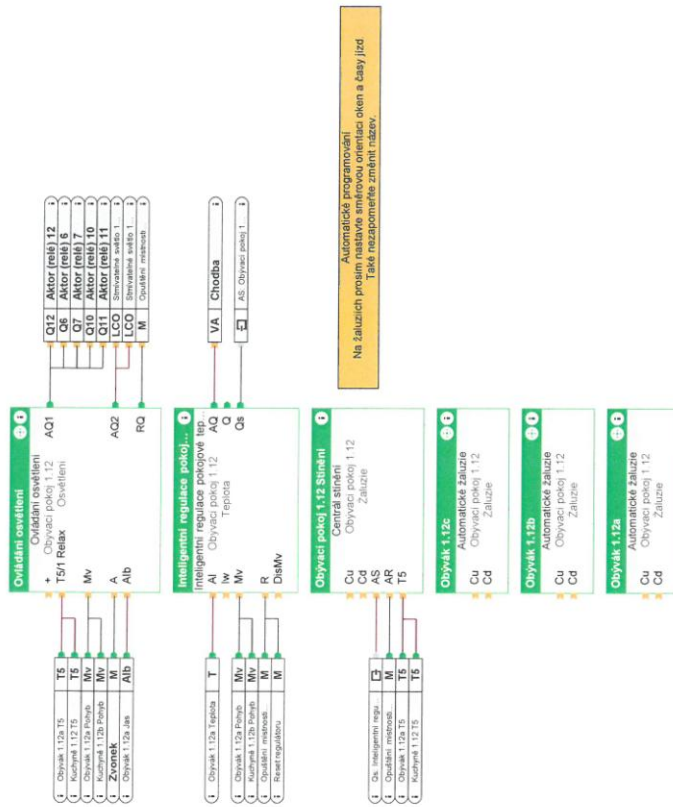 Obývák 1.12a T5 T5
Kuchyně 1.12 T5 T5
Obývák 1.12a Pohyb Mv
Kuchyně 1.12b Pohyb Mv
Zvonek M
Obývák 1.12a Jas Alb
Ovládání osvětlení
Ovládání osvětlení
+ Obývací pokoj 1.12 AQ1
T5/1 Relax Osvětlení
Mv
A AQ2
Alb RQ
Q12 Aktor (relé) 12
Q6 Aktor (relé) 6
Q7 Aktor (relé) 7
Q10 Aktor (relé) 10
Q11 Aktor (relé) 11
LCO Stmívatelné světlo 1...
LCO Stmívatelné světlo 1...
M Opuštění místnosti
Obývák 1.12a Teplota T
Obývák 1.12a Pohyb Mv
Kuchyně 1.12b Pohyb Mv
Opuštění místnosti... M
Reset regulátoru M
Inteligentní regulace pokoj...
Inteligentní regulace pokojové tep...
AI Obývací pokoj 1.12 AQ
Iw Teplota Q
Mv Qs
R
DisMv
VA Chodba
AS. Obývací pokoj 1...
Qs. Inteligentní regu...
Opuštění místnosti... M
Obývák 1.12a T5 T5
Kuchyně 1.12 T5 T5
Obývací pokoj 1.12 Stínění
Centrál stínění
Cu Obývací pokoj 1.12
Cd Žaluzie
AS
AR
T5
Automatické programování
Na žaluziích prosím nastavte směrovou orientaci oken a časy jízd.
Také nezapomeňte změnit název.
Obývák 1.12c
Automatické žaluzie
Cu Obývací pokoj 1.12
Cd Žaluzie
Obývák 1.12b
Automatické žaluzie
Cu Obývací pokoj 1.12
Cd Žaluzie
Obývák 1.12a
Automatické žaluzie
Cu Obývací pokoj 1.12
Cd Žaluzie